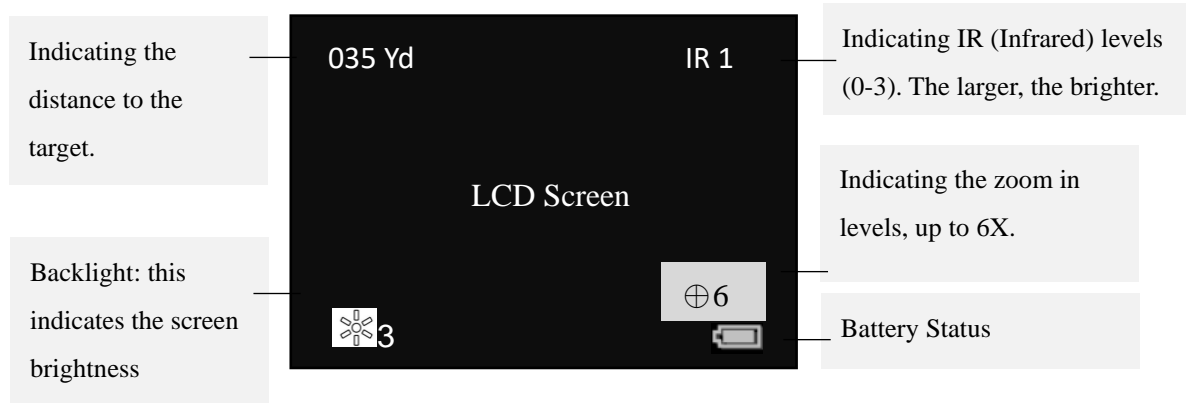 Indicating the
distance to the
target.
035 Yd
IR 1
Indicating IR (Infrared) levels
(0-3). The larger, the brighter.
LCD Screen
Indicating the zoom in
levels, up to 6X.
Backlight: this
indicates the screen
brightness
3
⊕6
Battery Status